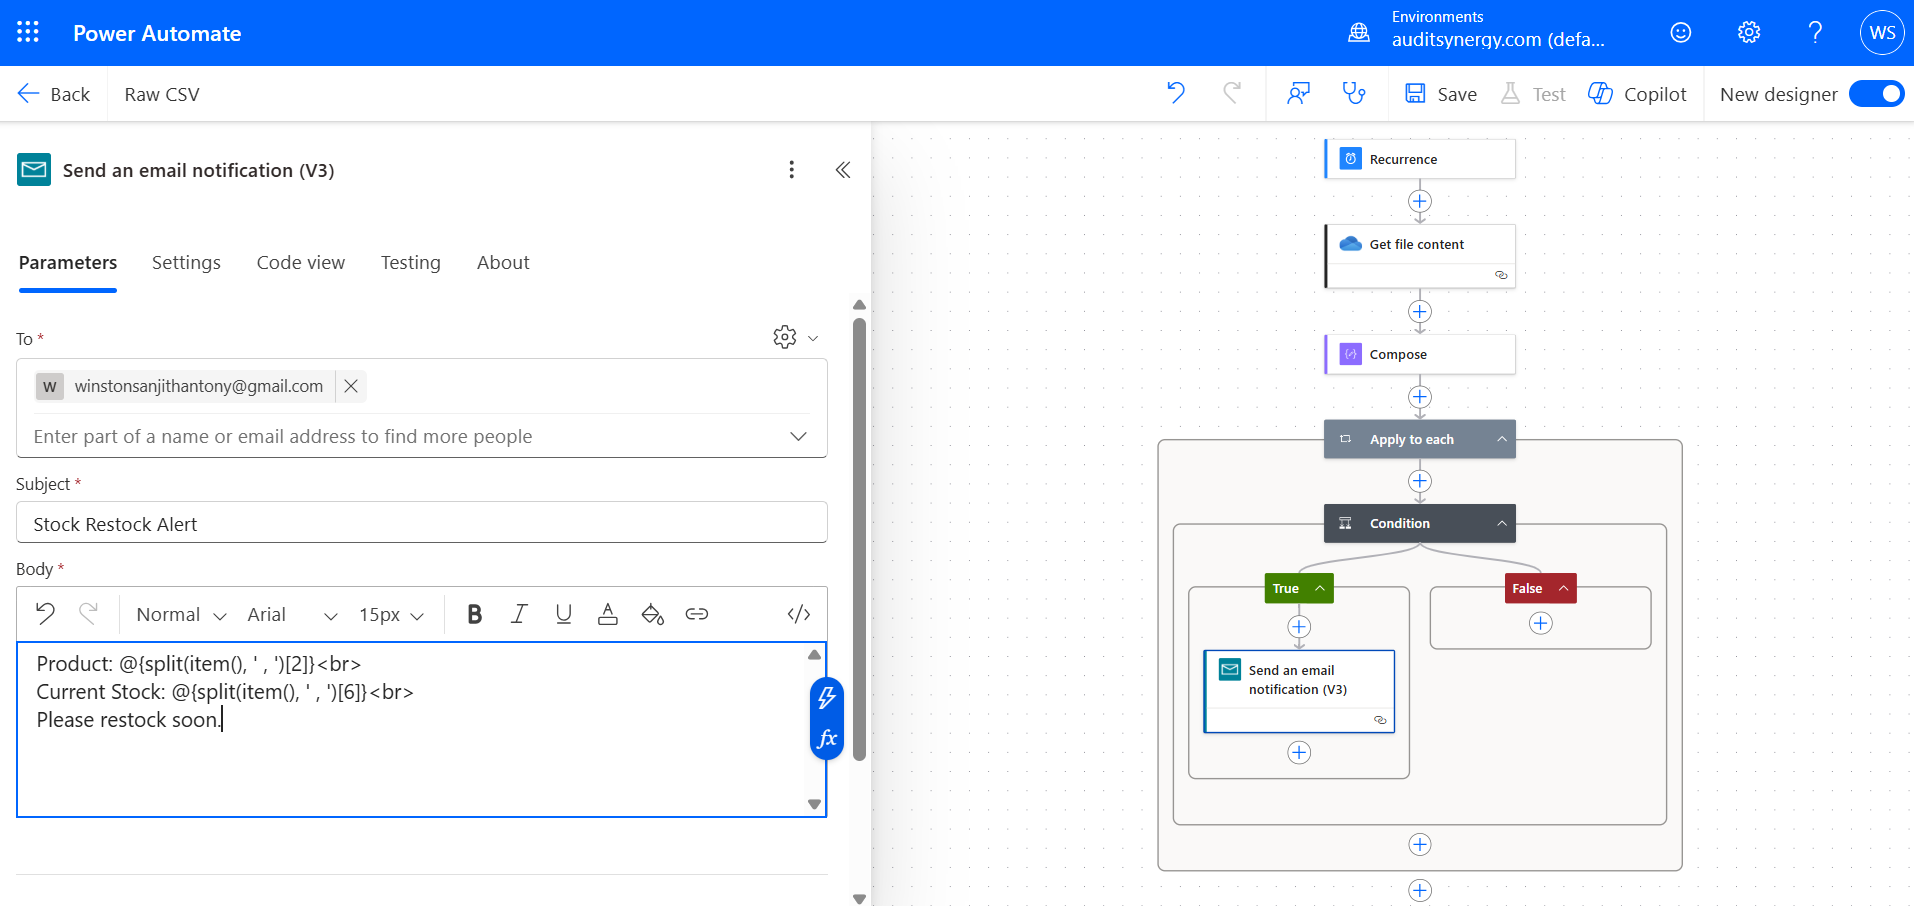 Power Automate
Environments
auditsynergy.com (defa...
WS
Back
Raw CSV
Save
Test
Copilot
New designer
Send an email notification (V3)
Parameters
Settings
Code view
Testing
About
To *
W
winstonsanjithantony@gmail.com
Enter part of a name or email address to find more people
Subject *
Stock Restock Alert
Body *
Normal
Arial
15px
B
I
U
A
</>
Product: @{split(item(), ' , ')[2]}<br>
Current Stock: @{split(item(), ' , ')[6]}<br>
Please restock soon.
fx
Recurrence
Get file content
Compose
Apply to each
Condition
True
False
Send an email
notification (V3)